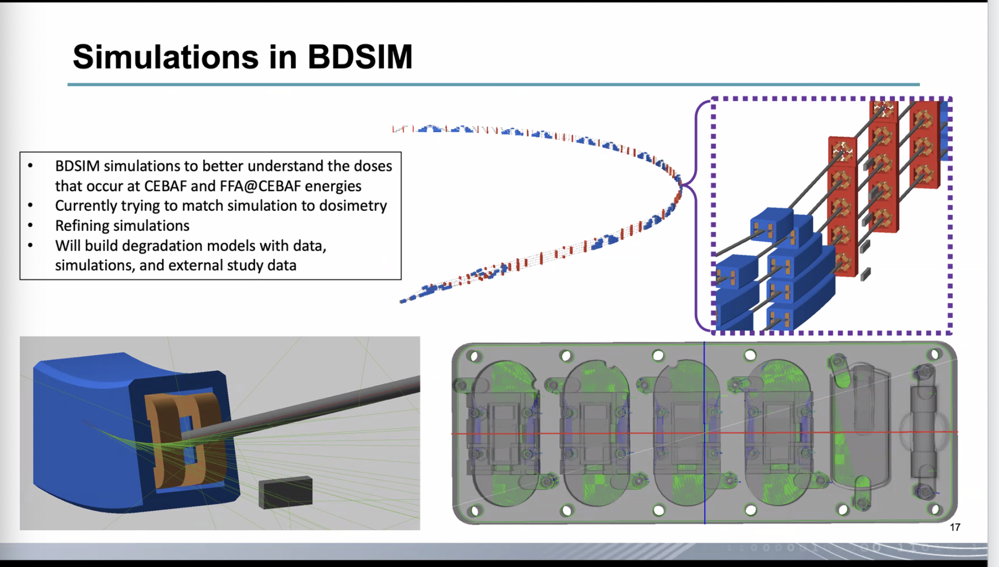 Simulations in BDSIM
• BDSIM simulations to better understand the doses
that occur at CEBAF and FFA@CEBAF energies
• Currently trying to match simulation to dosimetry
• Refining simulations
• Will build degradation models with data,
simulations, and external study data
17